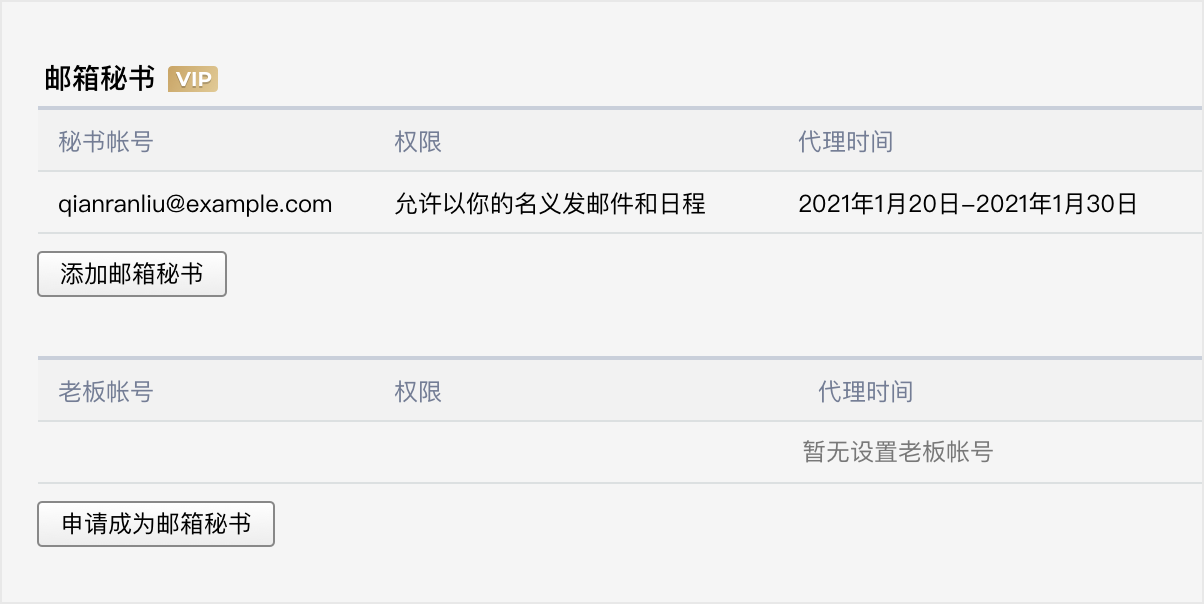 邮箱秘书 VIP
秘书帐号 权限 代理时间
qianranliu@example.com 允许以你的名义发邮件和日程 2021年1月20日–2021年1月30日
添加邮箱秘书
老板帐号 权限 代理时间
暂无设置老板帐号
申请成为邮箱秘书